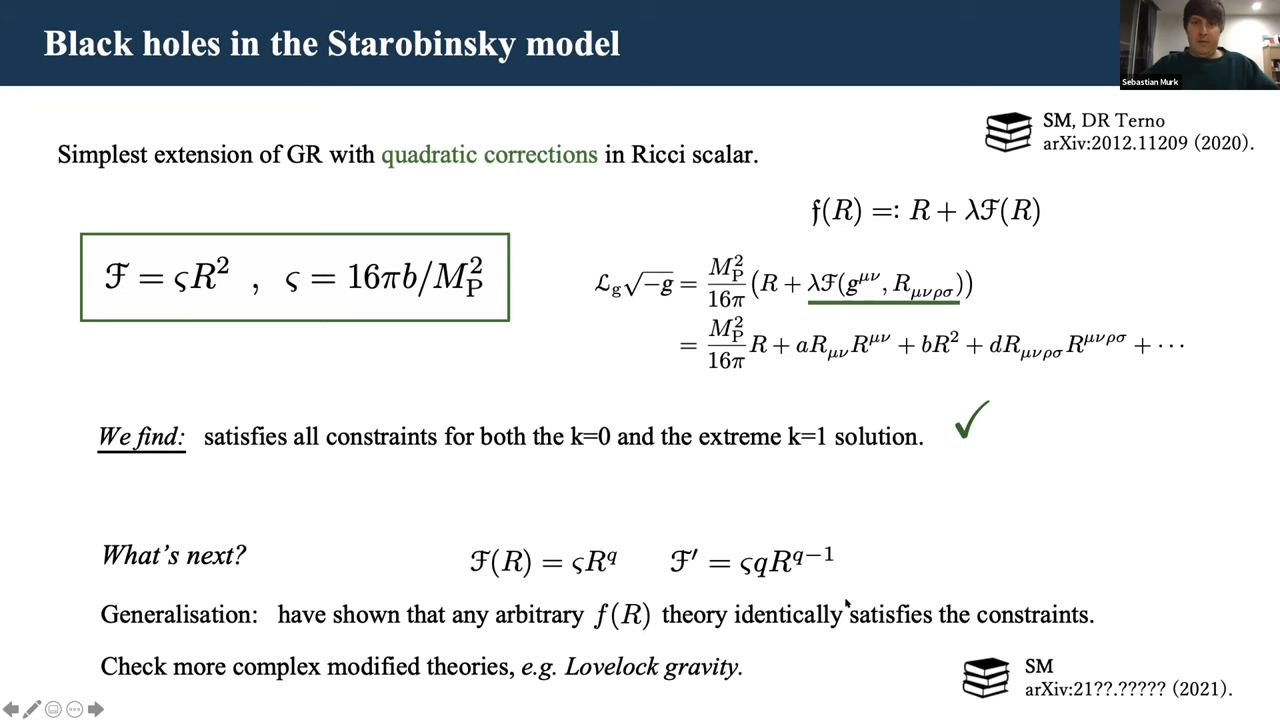 Black holes in the Starobinsky model
Sebastian Murk
SM, DR Terno
arXiv:2012.11209 (2020).
Simplest extension of GR with quadratic corrections in Ricci scalar.
𝔣(R) =: R + λℱ(R)
ℱ = ςR² , ς = 16πb/M_P²
ℒ_g√−g = M_P²/16π (R + λℱ(g^{μν}, R_{μνρσ}))
= M_P²/16π R + aR_{μν}R^{μν} + bR² + dR_{μνρσ}R^{μνρσ} + ⋯
We find: satisfies all constraints for both the k=0 and the extreme k=1 solution. ✓
What's next? ℱ(R) = ςR^q ℱ′ = ςqR^{q−1}
Generalisation: have shown that any arbitrary f(R) theory identically satisfies the constraints.
Check more complex modified theories, e.g. Lovelock gravity.
SM
arXiv:21??.????? (2021).